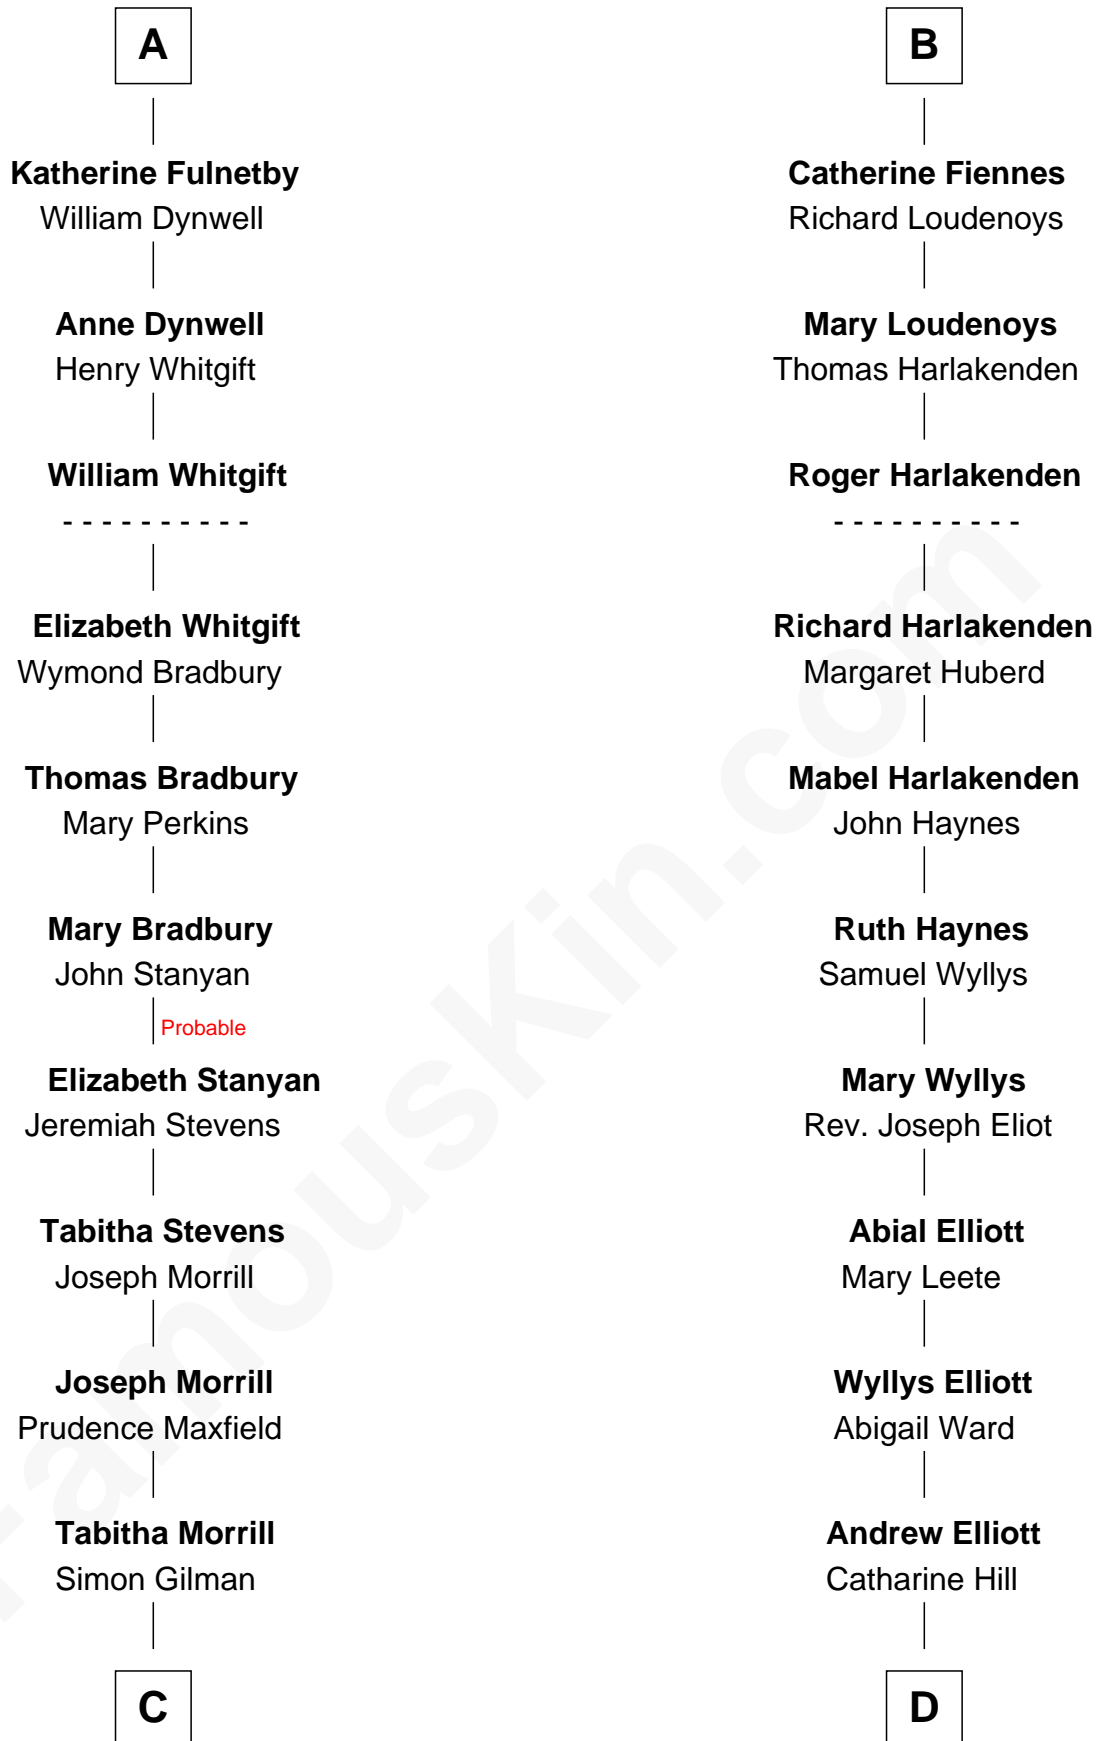 A
Katherine Fulnetby
William Dynwell
Anne Dynwell
Henry Whitgift
William Whitgift
- - - - - - - - - -
Elizabeth Whitgift
Wymond Bradbury
Thomas Bradbury
Mary Perkins
Mary Bradbury
John Stanyan
Probable
Elizabeth Stanyan
Jeremiah Stevens
Tabitha Stevens
Joseph Morrill
Joseph Morrill
Prudence Maxfield
Tabitha Morrill
Simon Gilman
C
B
Catherine Fiennes
Richard Loudenoys
Mary Loudenoys
Thomas Harlakenden
Roger Harlakenden
- - - - - - - - - -
Richard Harlakenden
Margaret Huberd
Mabel Harlakenden
John Haynes
Ruth Haynes
Samuel Wyllys
Mary Wyllys
Rev. Joseph Eliot
Abial Elliott
Mary Leete
Wyllys Elliott
Abigail Ward
Andrew Elliott
Catharine Hill
D
FamousKin.com